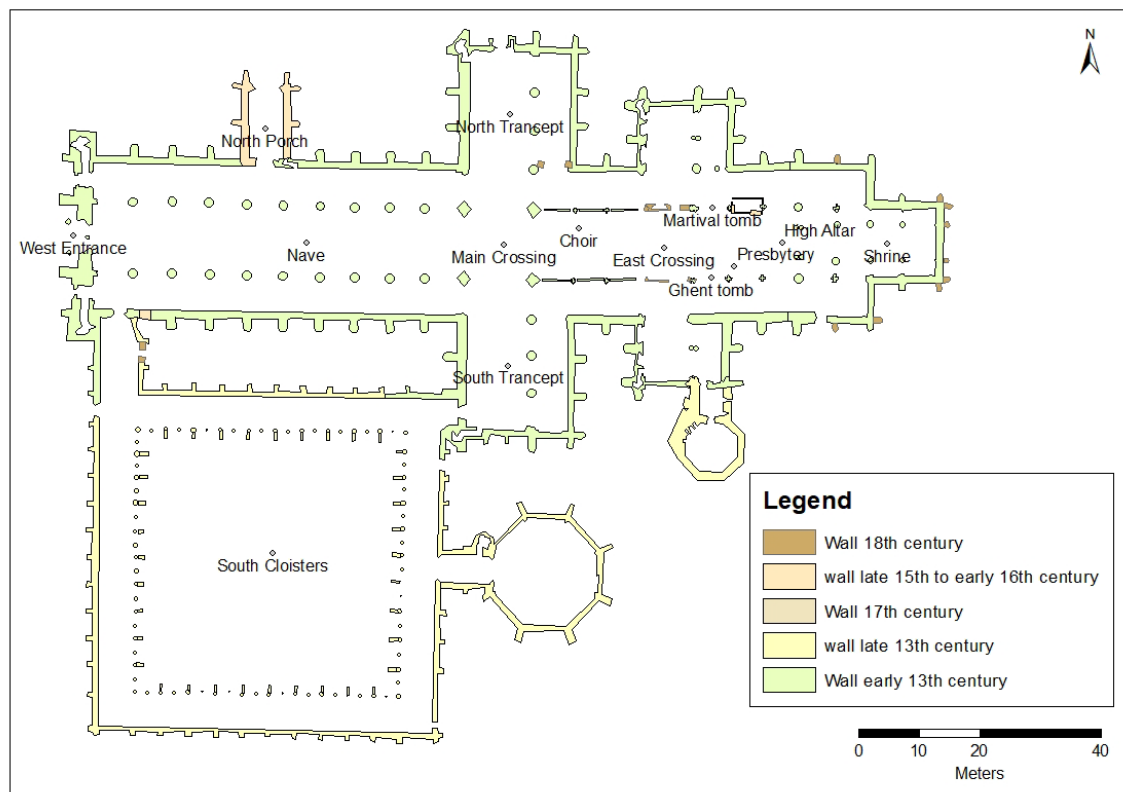 N
North Trancept
North Porch
Martival tomb
High Altar
West Entrance
Nave
Main Crossing
Choir
East Crossing
Presbytery
Shrine
Ghent tomb
South Trancept
South Cloisters
Legend
Wall 18th century
wall late 15th to early 16th century
Wall 17th century
wall late 13th century
Wall early 13th century
0 10 20 40
Meters